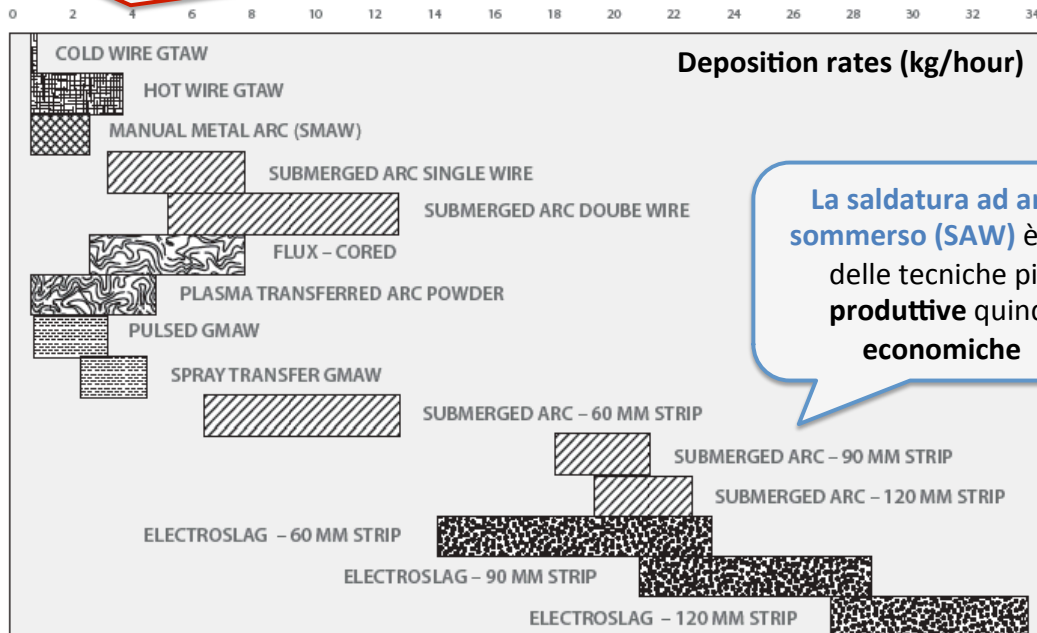 0 2 4 6 8 10 12 14 16 18 20 22 24 26 28 30 32 34
Deposition rates (kg/hour)
COLD WIRE GTAW
HOT WIRE GTAW
MANUAL METAL ARC (SMAW)
SUBMERGED ARC SINGLE WIRE
SUBMERGED ARC DOUBE WIRE
FLUX – CORED
PLASMA TRANSFERRED ARC POWDER
PULSED GMAW
SPRAY TRANSFER GMAW
SUBMERGED ARC – 60 MM STRIP
SUBMERGED ARC – 90 MM STRIP
SUBMERGED ARC – 120 MM STRIP
ELECTROSLAG – 60 MM STRIP
ELECTROSLAG – 90 MM STRIP
ELECTROSLAG – 120 MM STRIP
La saldatura ad
sommerso (SAW) è
delle tecniche
produttive
economiche